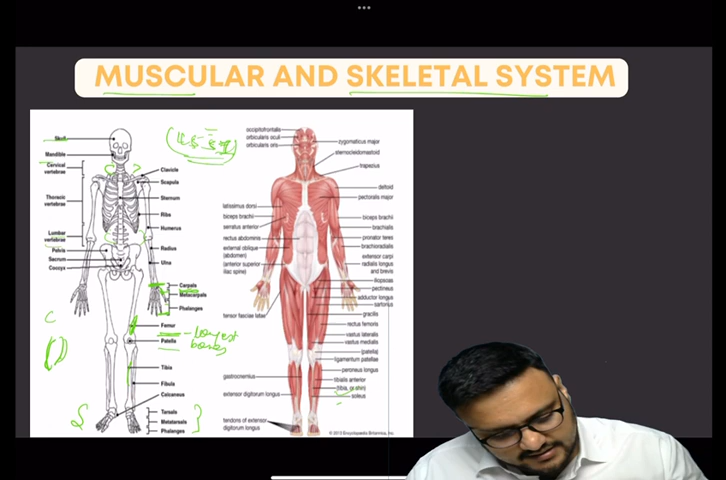 MUSCULAR AND SKELETAL SYSTEM
Skull
Mandible
Cervical
vertebrae
Thoracic
vertebrae
Lumbar
vertebrae
Pelvis
Sacrum
Coccyx
Clavicle
Scapula
Sternum
Ribs
Humerus
Radius
Ulna
Carpals
Metacarpals
Phalanges
Femur
- Longest
bones
Patella
Tibia
Fibula
Calcaneus
Tarsals
Metatarsals
Phalanges
occipitofrontalis
orbicularis oculi
orbicularis oris
latissimus dorsi
biceps brachii
serratus anterior
rectus abdominis
external oblique
(abdomen)
(anterior superior
iliac spine)
tensor fasciae latae
gastrocnemius
extensor digitorum longus
tendons of extensor
digitorum longus
zygomaticus major
sternocleidomastoid
trapezius
deltoid
pectoralis major
biceps brachii
brachialis
pronator teres
brachioradialis
extensor carpi
radialis longus
and brevis
iliopsoas
pectineus
adductor longus
sartorius
gracilis
rectus femoris
vastus lateralis
vastus medialis
(patella)
ligamentum patellae
peroneus longus
tibialis anterior
(tibia, or shin)
soleus
© 2013 Encyclopædia Britannica, Inc.